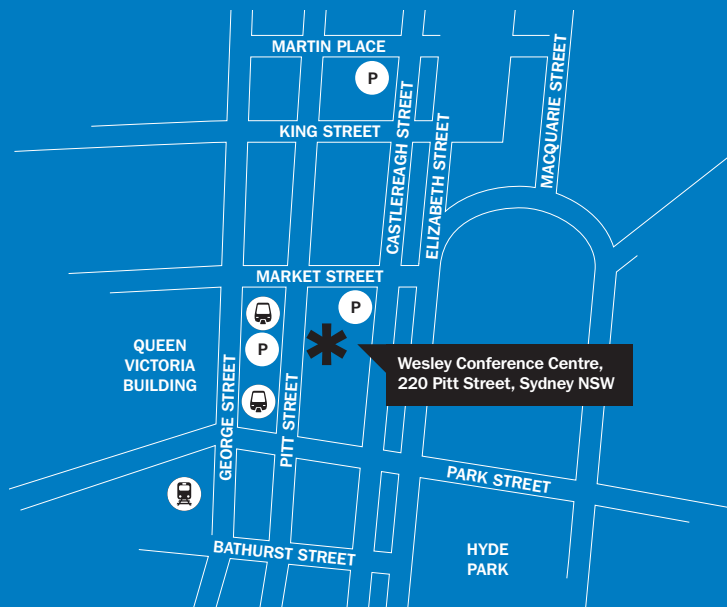 MARTIN PLACE
P
MACQUARIE STREET
CASTLEREAGH STREET
ELIZABETH STREET
KING STREET
MARKET STREET
P
P
QUEEN
VICTORIA
BUILDING
Wesley Conference Centre,
220 Pitt Street, Sydney NSW
GEORGE STREET
PITT STREET
PARK STREET
BATHURST STREET
HYDE
PARK